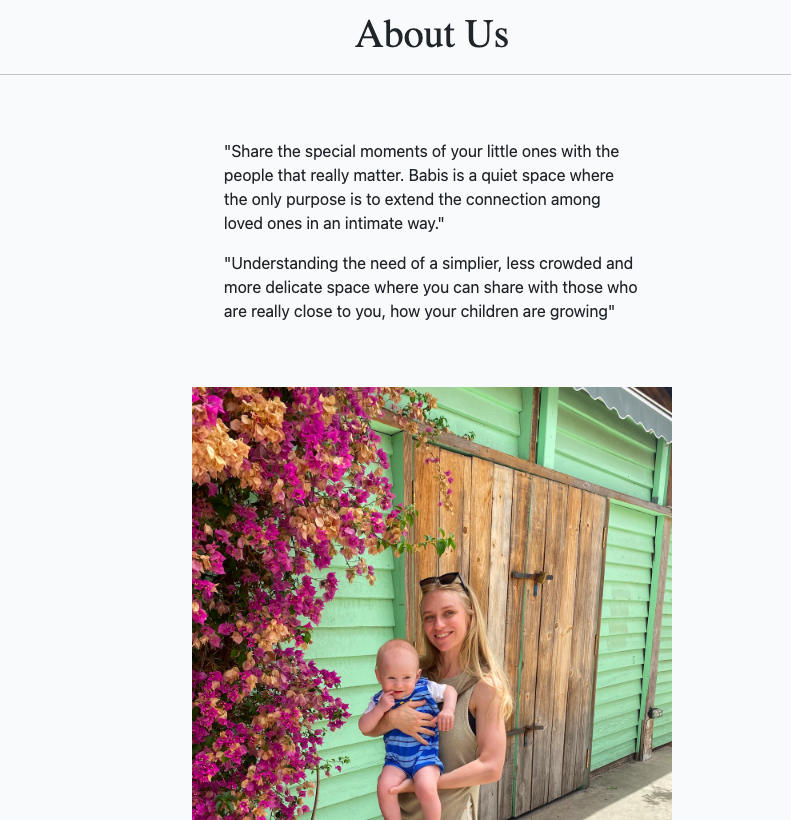 About Us
"Share the special moments of your little ones with the
people that really matter. Babis is a quiet space where
the only purpose is to extend the connection among
loved ones in an intimate way."
"Understanding the need of a simplier, less crowded and
more delicate space where you can share with those who
are really close to you, how your children are growing"